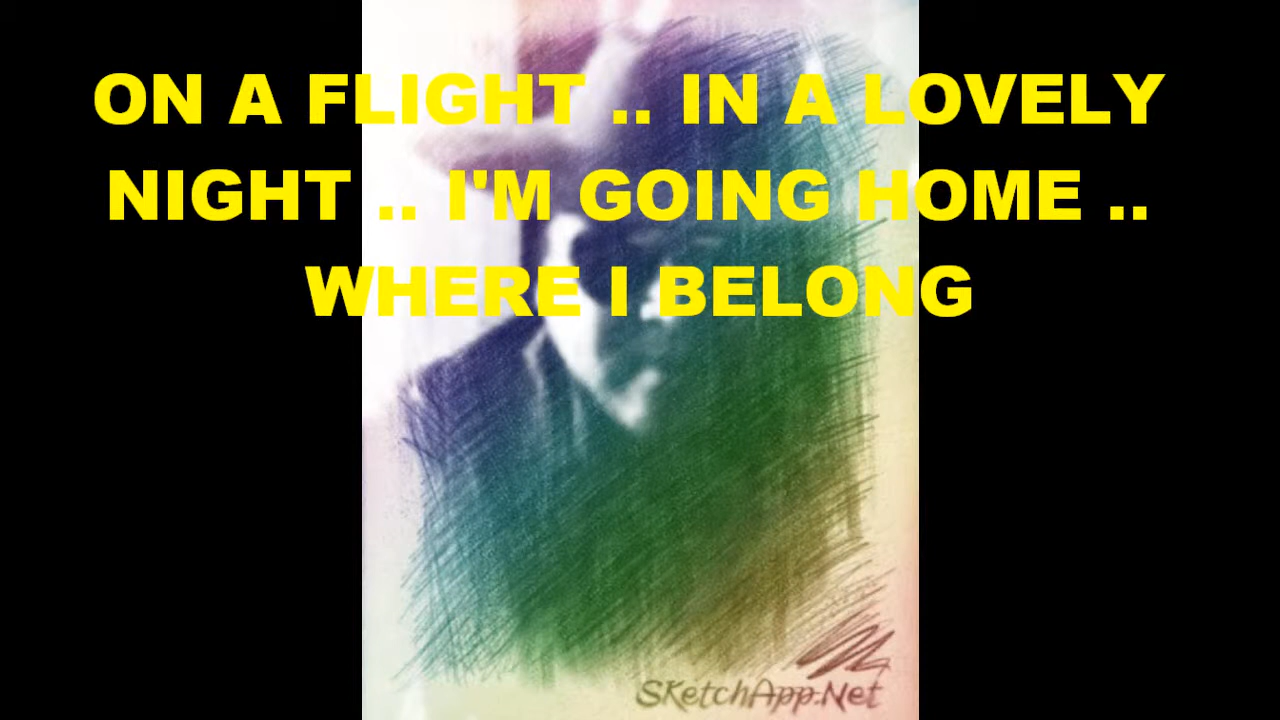 ON A FLIGHT .. IN A LOVELY
NIGHT .. I'M GOING HOME ..
WHERE I BELONG
SketchApp.Net